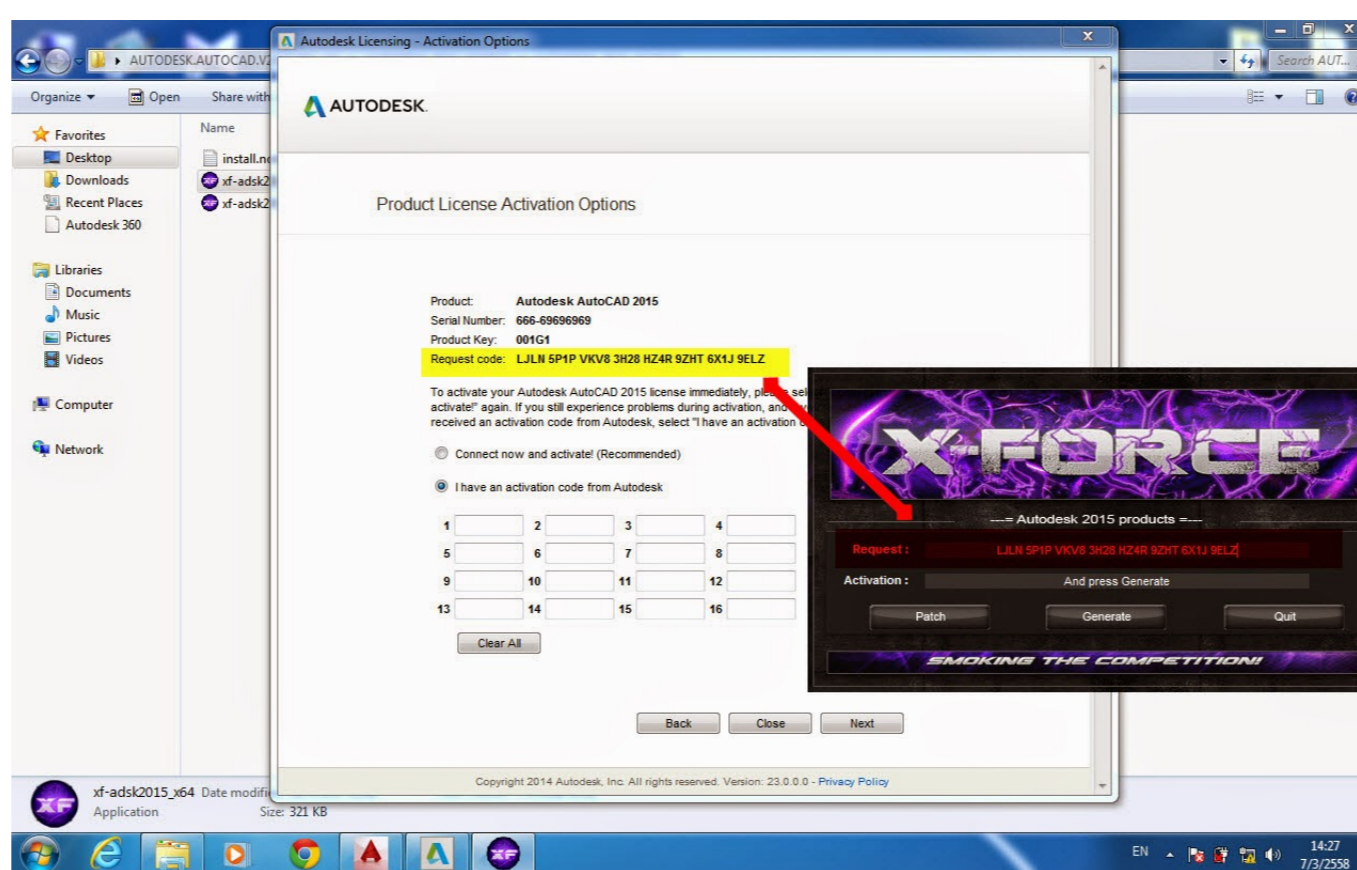 Autodesk Licensing - Activation Options
X
AUTODESK.AUTOCAD.V2
Search AUT...
Organize
Open
Share with
AUTODESK.
Favorites
Desktop
Downloads
Recent Places
Autodesk 360
Libraries
Documents
Music
Pictures
Videos
Computer
Network
Name
install.n
xf-adsk2
xf-adsk2
Product License Activation Options
Product: Autodesk AutoCAD 2015
Serial Number: 666-69696969
Product Key: 001G1
Request code: LJLN 5P1P VKV8 3H28 HZ4R 9ZHT 6X1J 9ELZ
To activate your Autodesk AutoCAD 2015 license immediately, please sel
activate!" again. If you still experience problems during activation, and
received an activation code from Autodesk, select "I have an activation
Connect now and activate! (Recommended)
I have an activation code from Autodesk
1 2 3 4
5 6 7 8
9 10 11 12
13 14 15 16
Clear All
Back Close Next
Copyright 2014 Autodesk, Inc. All rights reserved. Version: 23.0.0.0 - Privacy Policy
X-FORCE
---= Autodesk 2015 products =---
Request : LJLN 5P1P VKV8 3H28 HZ4R 9ZHT 6X1J 9ELZ
Activation : And press Generate
Patch Generate Quit
SMOKING THE COMPETITION!
XF
xf-adsk2015_x64 Date modifi
Application Size: 321 KB
XF
EN
14:27
7/3/2558